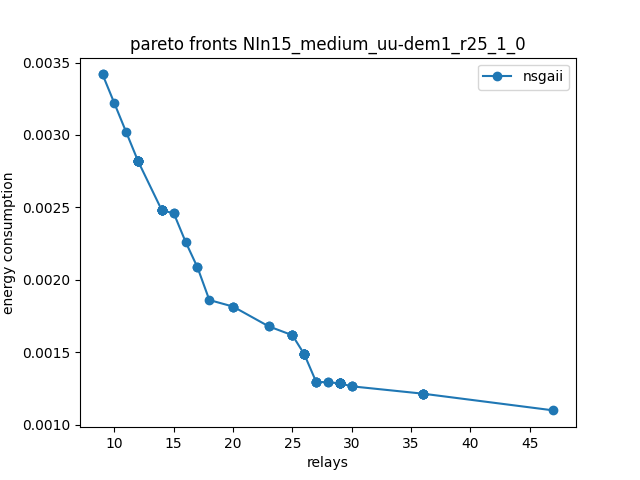 pareto fronts NIn15_medium_uu-dem1_r25_1_0
nsgaii
energy consumption
0.0035
0.0030
0.0025
0.0020
0.0015
0.0010
10 15 20 25 30 35 40 45
relays